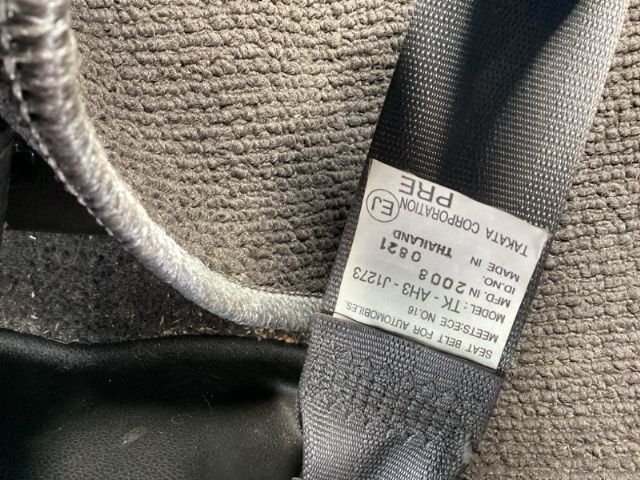 SEAT BELT FOR AUTOMOBILES.
MEETS:ECE NO.16
MODEL : TK - AH3 - J1273
MFD. IN 2008
ID.NO. 0821
MADE IN THAILAND
TAKATA CORPORATION
PRE
EJ